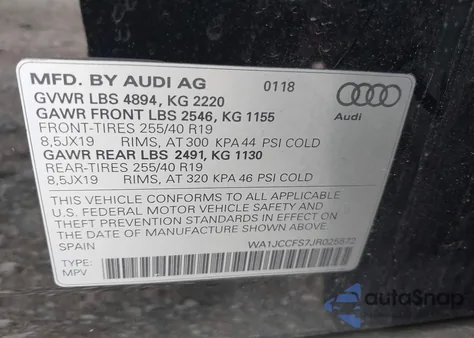 MFD. BY AUDI AG 0118
GVWR LBS 4894, KG 2220
GAWR FRONT LBS 2546, KG 1155
FRONT-TIRES 255/40 R19
8,5JX19 RIMS, AT 300 KPA 44 PSI COLD
GAWR REAR LBS 2491, KG 1130
REAR-TIRES 255/40 R19
8,5JX19 RIMS, AT 320 KPA 46 PSI COLD
Audi
THIS VEHICLE CONFORMS TO ALL APPLICABLE
U.S. FEDERAL MOTOR VEHICLE SAFETY AND
THEFT PREVENTION STANDARDS IN EFFECT ON
THE DATE OF MANUFACTURE SHOWN ABOVE
SPAIN WA1JCCFS7JR025572
TYPE:
MPV
autoSnap